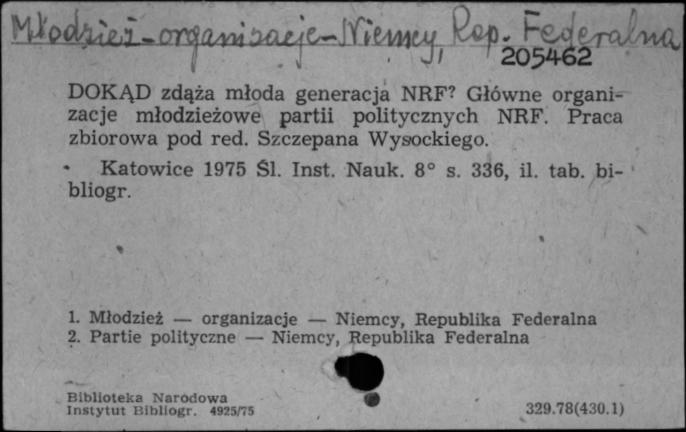 Młodzież-organizacje-Niemcy, Rep. Federalna
205462
DOKĄD zdąża młoda generacja NRF? Główne organi-
zacje młodzieżowe partii politycznych NRF. Praca
zbiorowa pod red. Szczepana Wysockiego.
Katowice 1975 Śl. Inst. Nauk. 8° s. 336, il. tab. bi-
bliogr.
1. Młodzież — organizacje — Niemcy, Republika Federalna
2. Partie polityczne — Niemcy, Republika Federalna
Biblioteka Narodowa
Instytut Bibliogr. 4925/75
329.78(430.1)